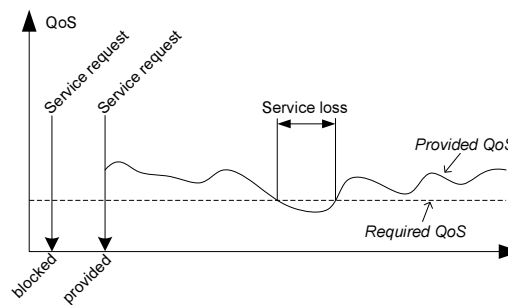 QoS
Service request
Service request
Service loss
Provided QoS
Required QoS
blocked
provided